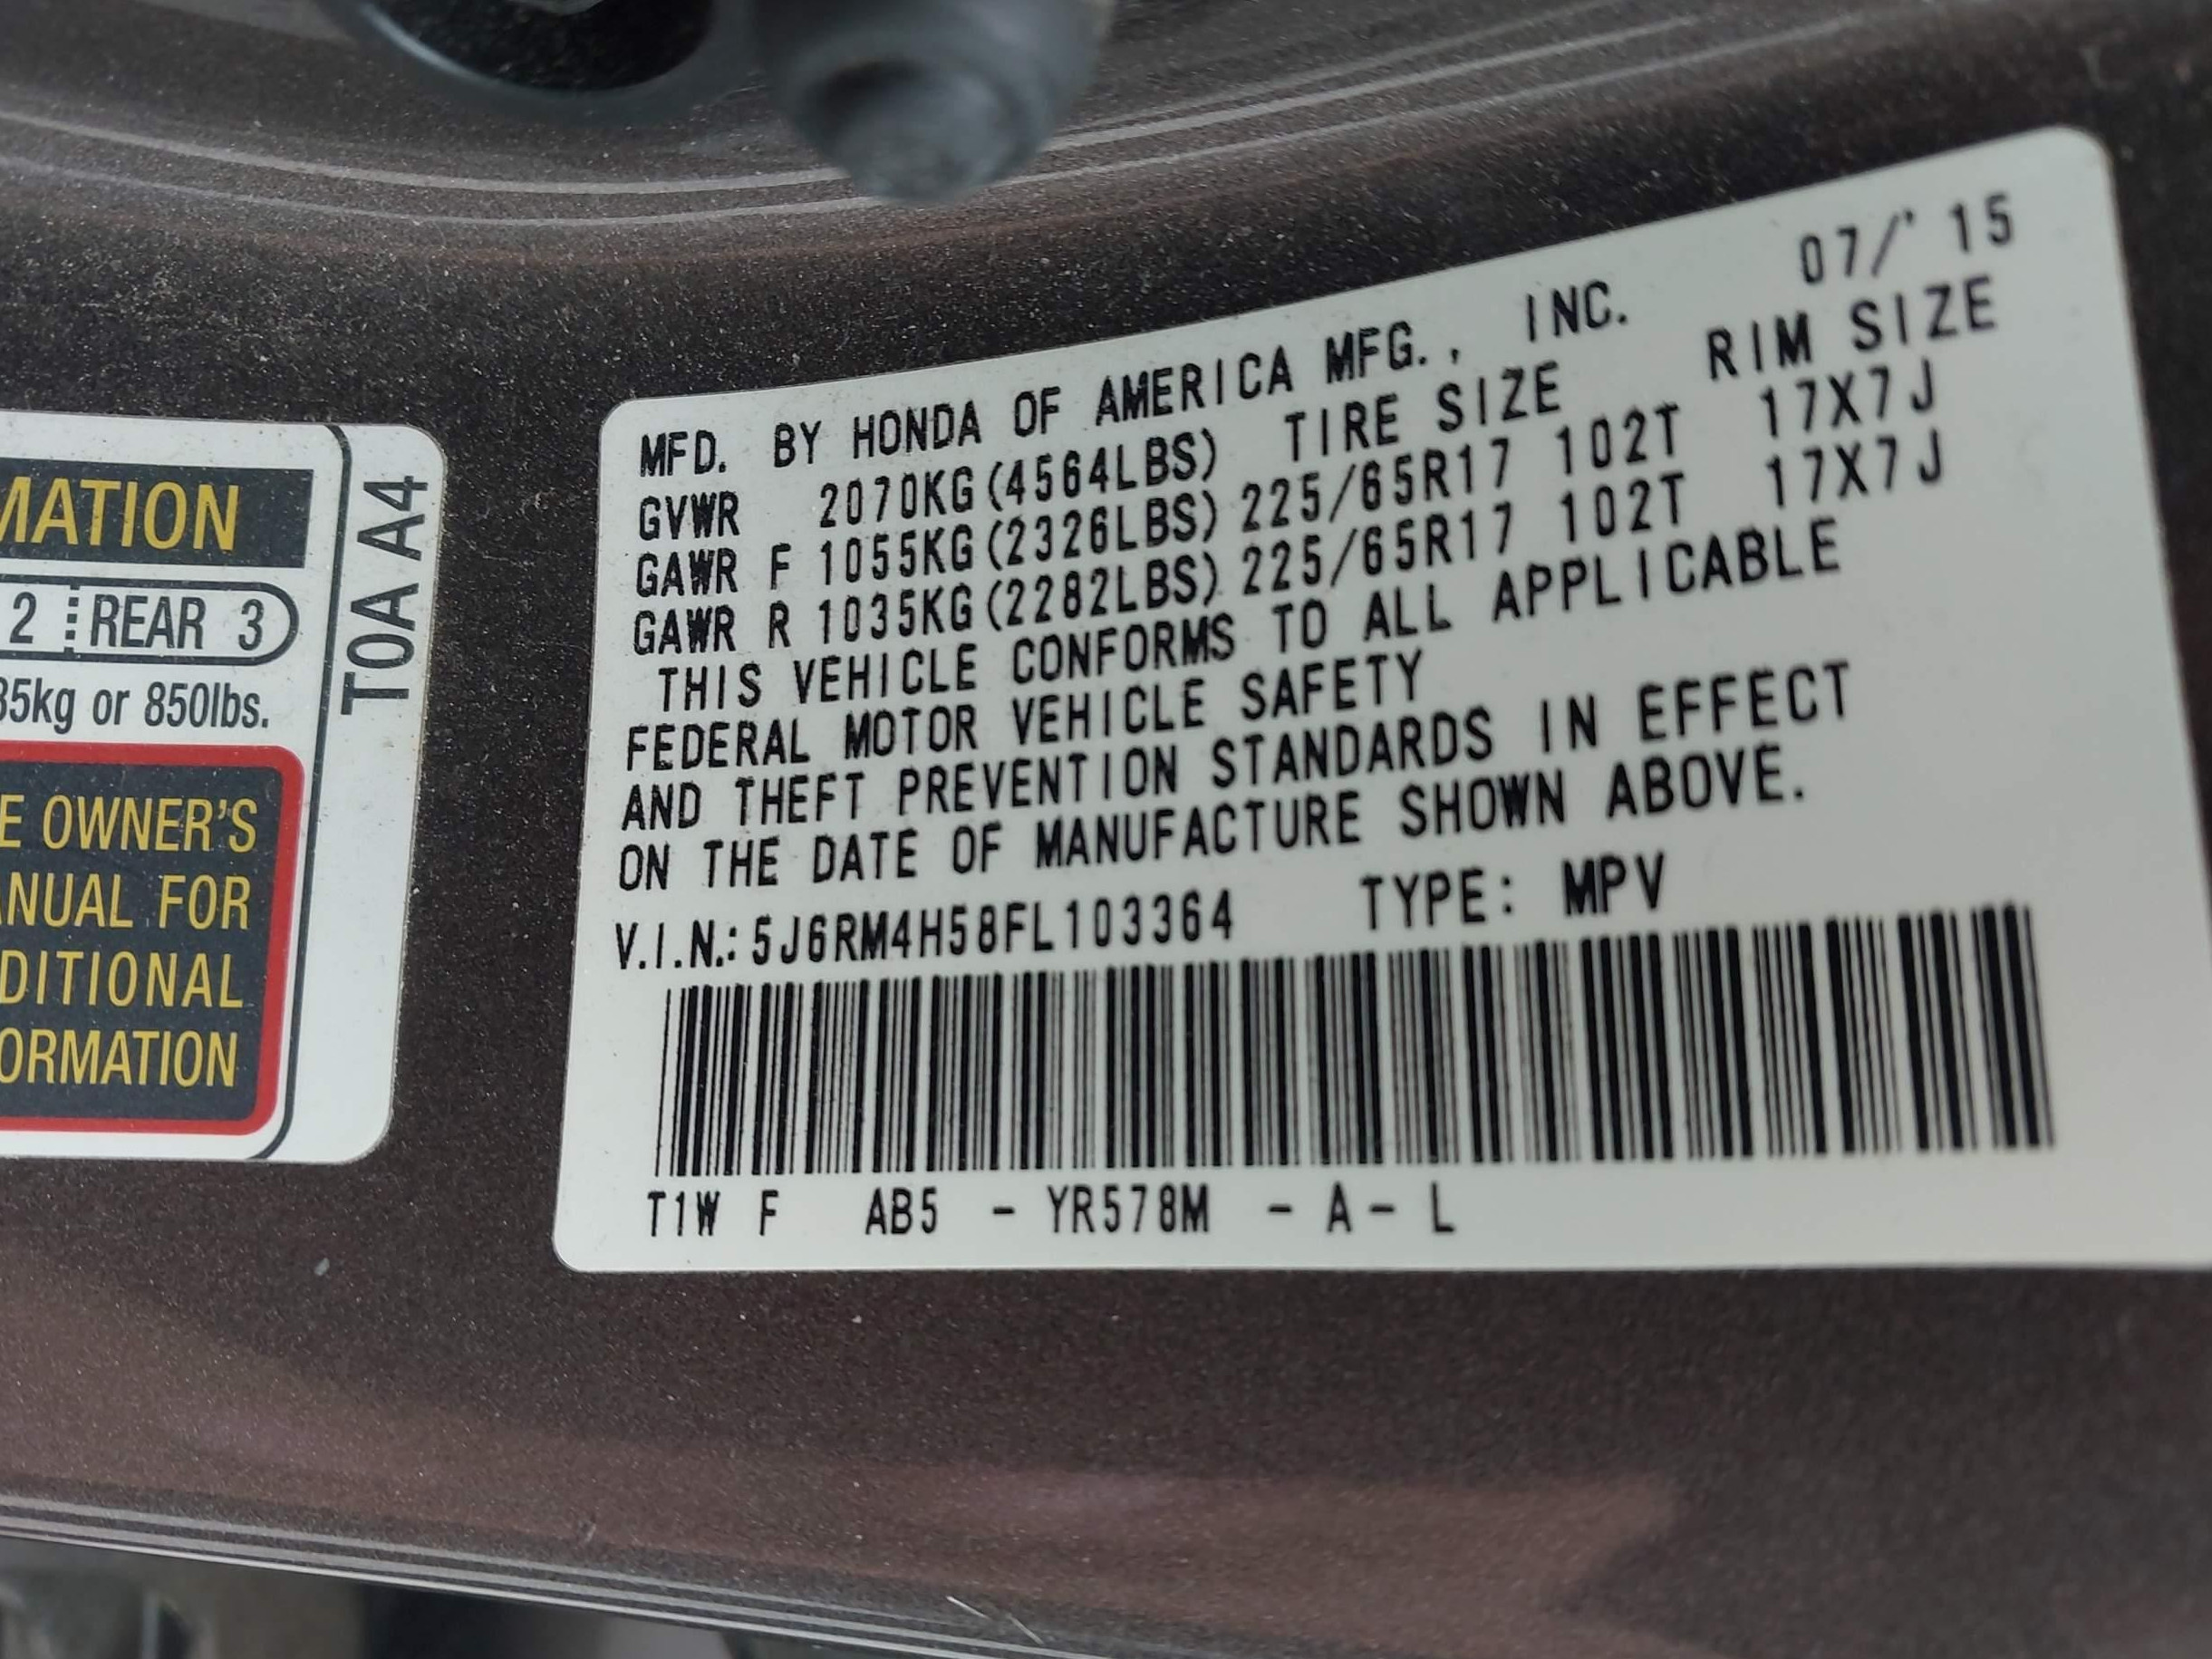 MATION
2 REAR 3
35kg or 850lbs.
E OWNER'S
ANUAL FOR
DITIONAL
ORMATION
T0A A4
07/'15
MFD. BY HONDA OF AMERICA MFG., INC.
GVWR 2070KG(4564LBS) TIRE SIZE RIM SIZE
GAWR F 1055KG(2326LBS) 225/65R17 102T 17X7J
GAWR R 1035KG(2282LBS) 225/65R17 102T 17X7J
THIS VEHICLE CONFORMS TO ALL APPLICABLE
FEDERAL MOTOR VEHICLE SAFETY
AND THEFT PREVENTION STANDARDS IN EFFECT
ON THE DATE OF MANUFACTURE SHOWN ABOVE.
V.I.N.: 5J6RM4H58FL103364 TYPE: MPV
T1W F AB5 - YR578M - A - L